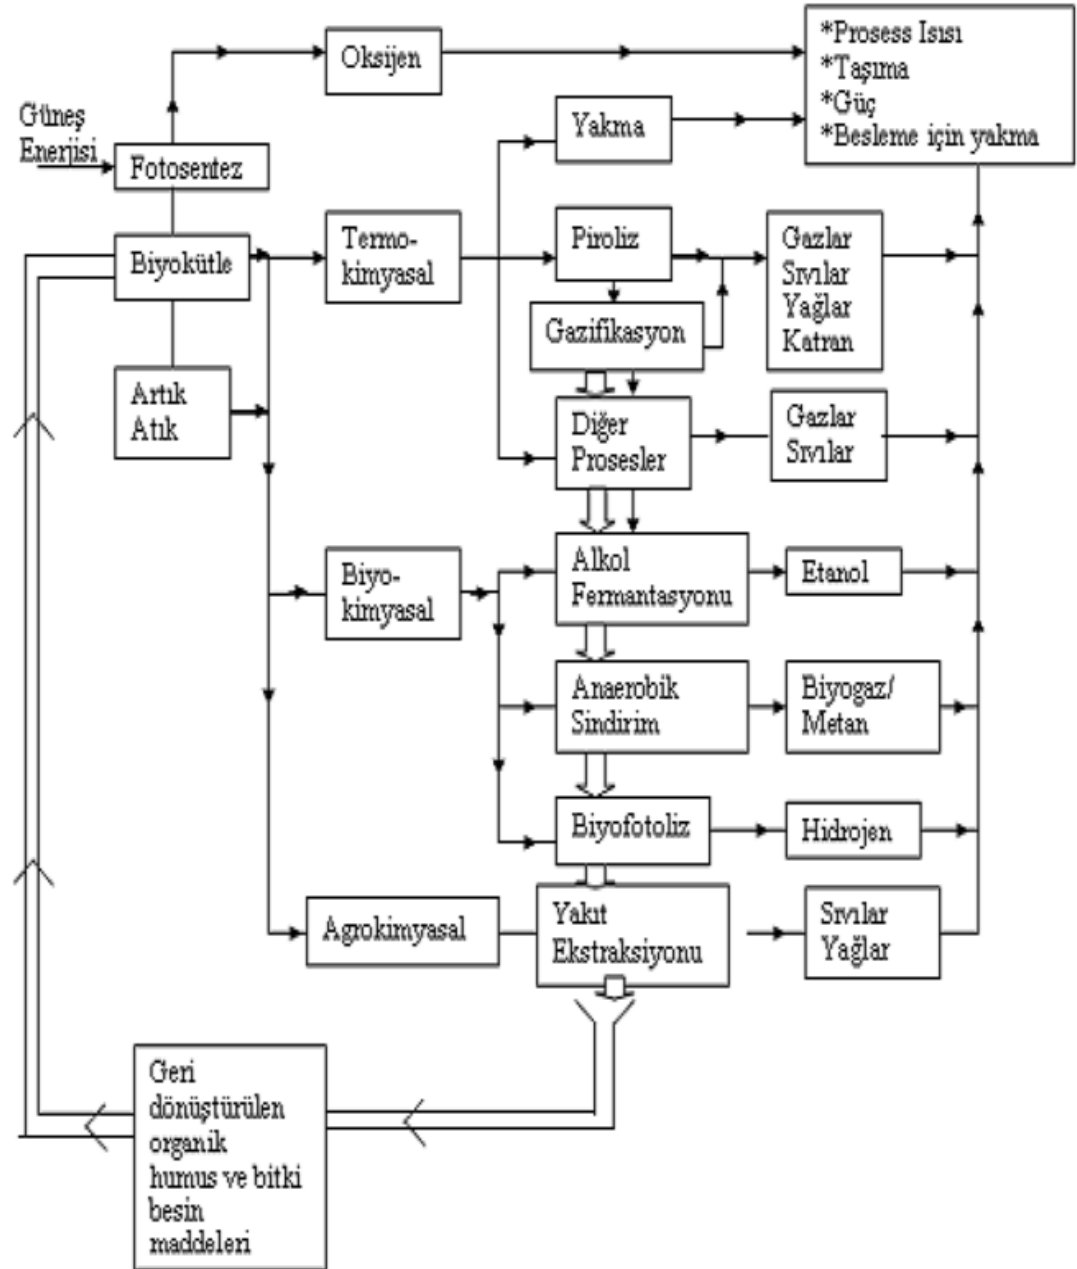 Oksijen
*Prosess Isısı
*Taşıma
*Güç
*Besleme için yakma
Güneş
Enerjisi
Yakma
Fotosentez
Biyokütle
Termo-
kimyasal
Piroliz
Gazlar
Sıvılar
Yağlar
Katran
Gazifikasyon
Artık
Atık
Diğer
Prosesler
Gazlar
Sıvılar
Biyo-
kimyasal
Alkol
Fermantasyonu
Etanol
Anaerobik
Sindirim
Biyogaz/
Metan
Biyofotoliz
Hidrojen
Agrokimyasal
Yakıt
Ekstraksiyonu
Sıvılar
Yağlar
Geri
dönüştürülen
organik
humus ve bitki
besin
maddeleri